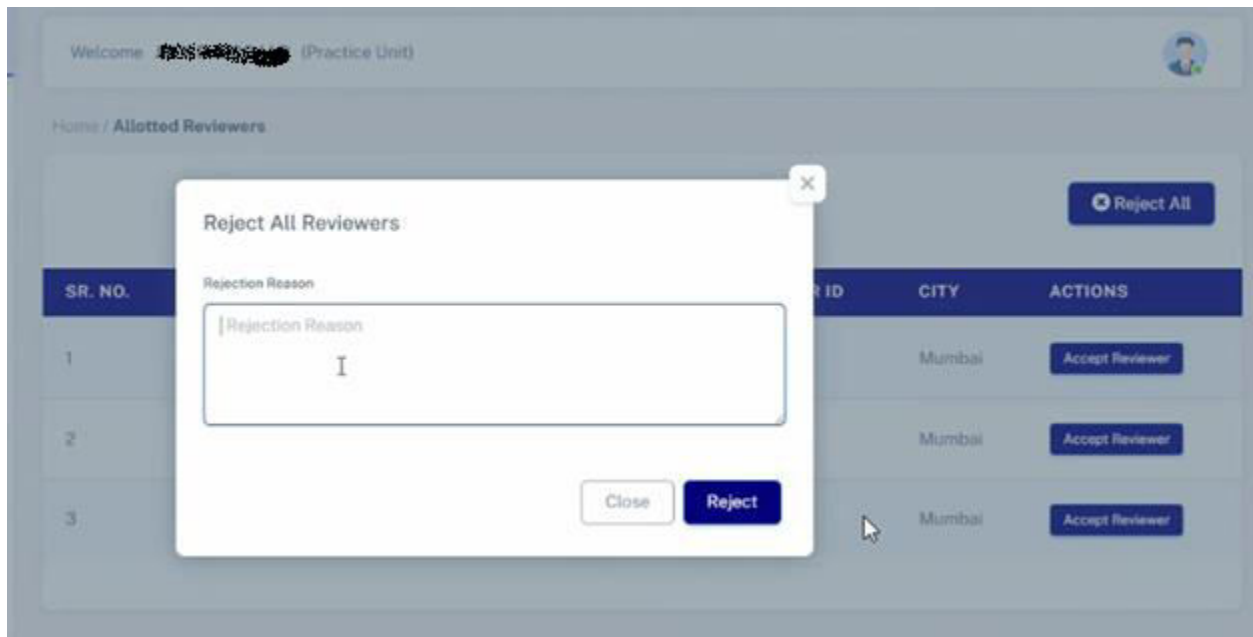 Welcome (Practice Unit)
Home / Allotted Reviewers
Reject All
Reject All Reviewers
Rejection Reason
Rejection Reason
Close Reject
SR. NO. R ID CITY ACTIONS
1 Mumbai Accept Reviewer
2 Mumbai Accept Reviewer
3 Mumbai Accept Reviewer